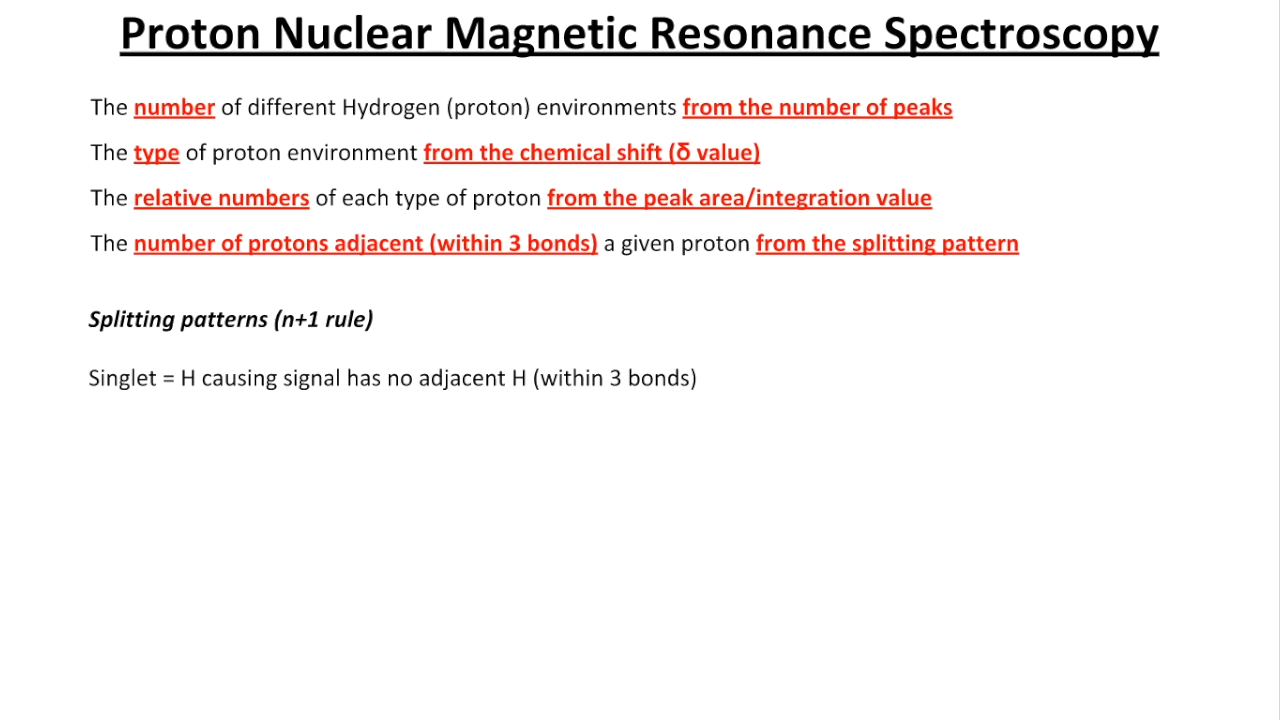 Proton Nuclear Magnetic Resonance Spectroscopy
The number of different Hydrogen (proton) environments from the number of peaks
The type of proton environment from the chemical shift (δ value)
The relative numbers of each type of proton from the peak area/integration value
The number of protons adjacent (within 3 bonds) a given proton from the splitting pattern
Splitting patterns (n+1 rule)
Singlet = H causing signal has no adjacent H (within 3 bonds)